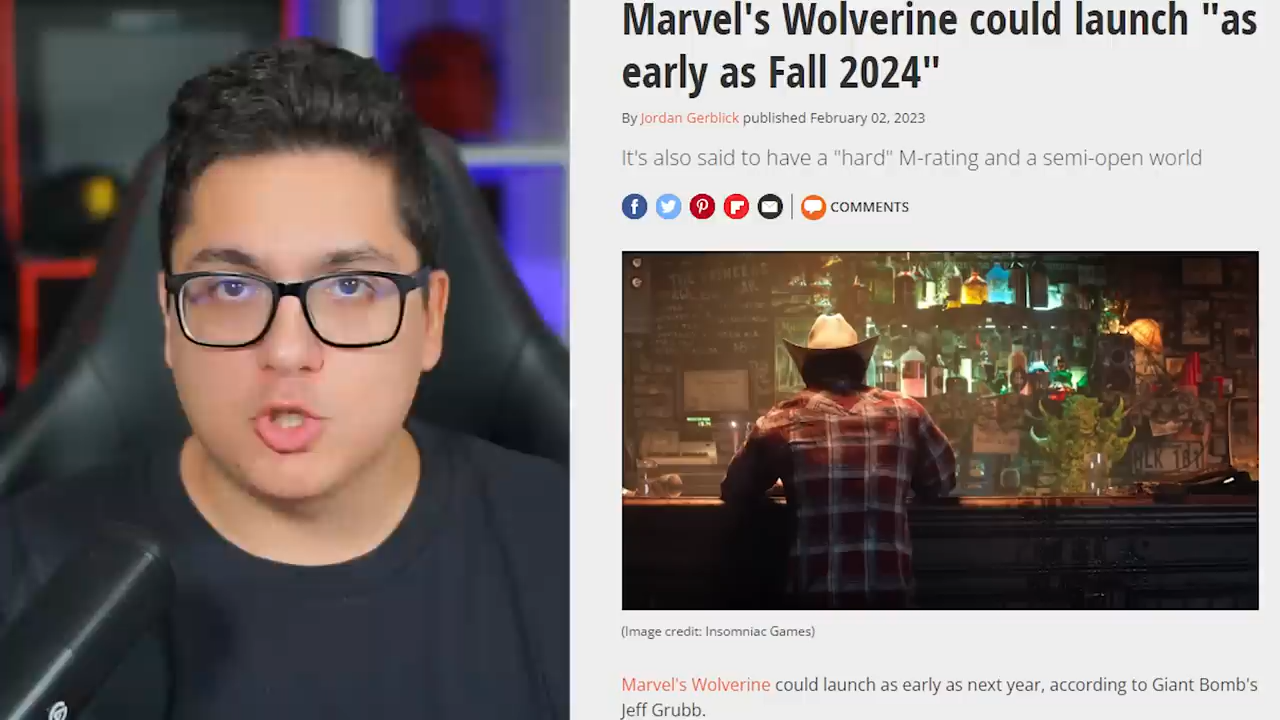 Marvel's Wolverine could launch "as
early as Fall 2024"
By Jordan Gerblick published February 02, 2023
It's also said to have a "hard" M-rating and a semi-open world
COMMENTS
HLK 181
(Image credit: Insomniac Games)
Marvel's Wolverine could launch as early as next year, according to Giant Bomb's
Jeff Grubb.